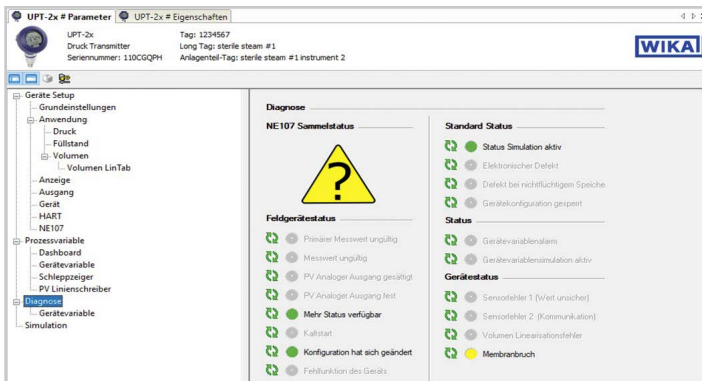 UPT-2x # Parameter
UPT-2x # Eigenschaften
UPT-2x
Druck Transmitter
Seriennummer: 110CGQPH
Tag: 1234567
Long Tag: sterile steam #1
Anlagenteil-Tag: sterile steam #1 instrument 2
WIKA
Geräte Setup
Grundeinstellungen
Anwendung
Druck
Füllstand
Volumen
Volumen LinTab
Anzeige
Ausgang
Gerät
HART
NE107
Prozessvariable
Dashboard
Gerätevariable
Schleppzeiger
PV Linienschreiber
Diagnose
Gerätevariable
Simulation
Diagnose
NE107 Sammelstatus
?
Feldgerätestatus
Primärer Messwert ungültig
Messwert ungültig
PV Analoger Ausgang gesättigt
PV Analoger Ausgang fest
Mehr Status verfügbar
Kaltstart
Konfiguration hat sich geändert
Fehlfunktion des Geräts
Standard Status
Status Simulation aktiv
Elektronischer Defekt
Defekt bei nichtflüchtigem Speiche
Gerätekonfiguration gesperrt
Status
Gerätevariablenalarm
Gerätevariablensimulation aktiv
Gerätestatus
Sensorfehler 1 (Wert unsicher)
Sensorfehler 2 (Kommunikation)
Volumen Linearisationsfehler
Membranbruch